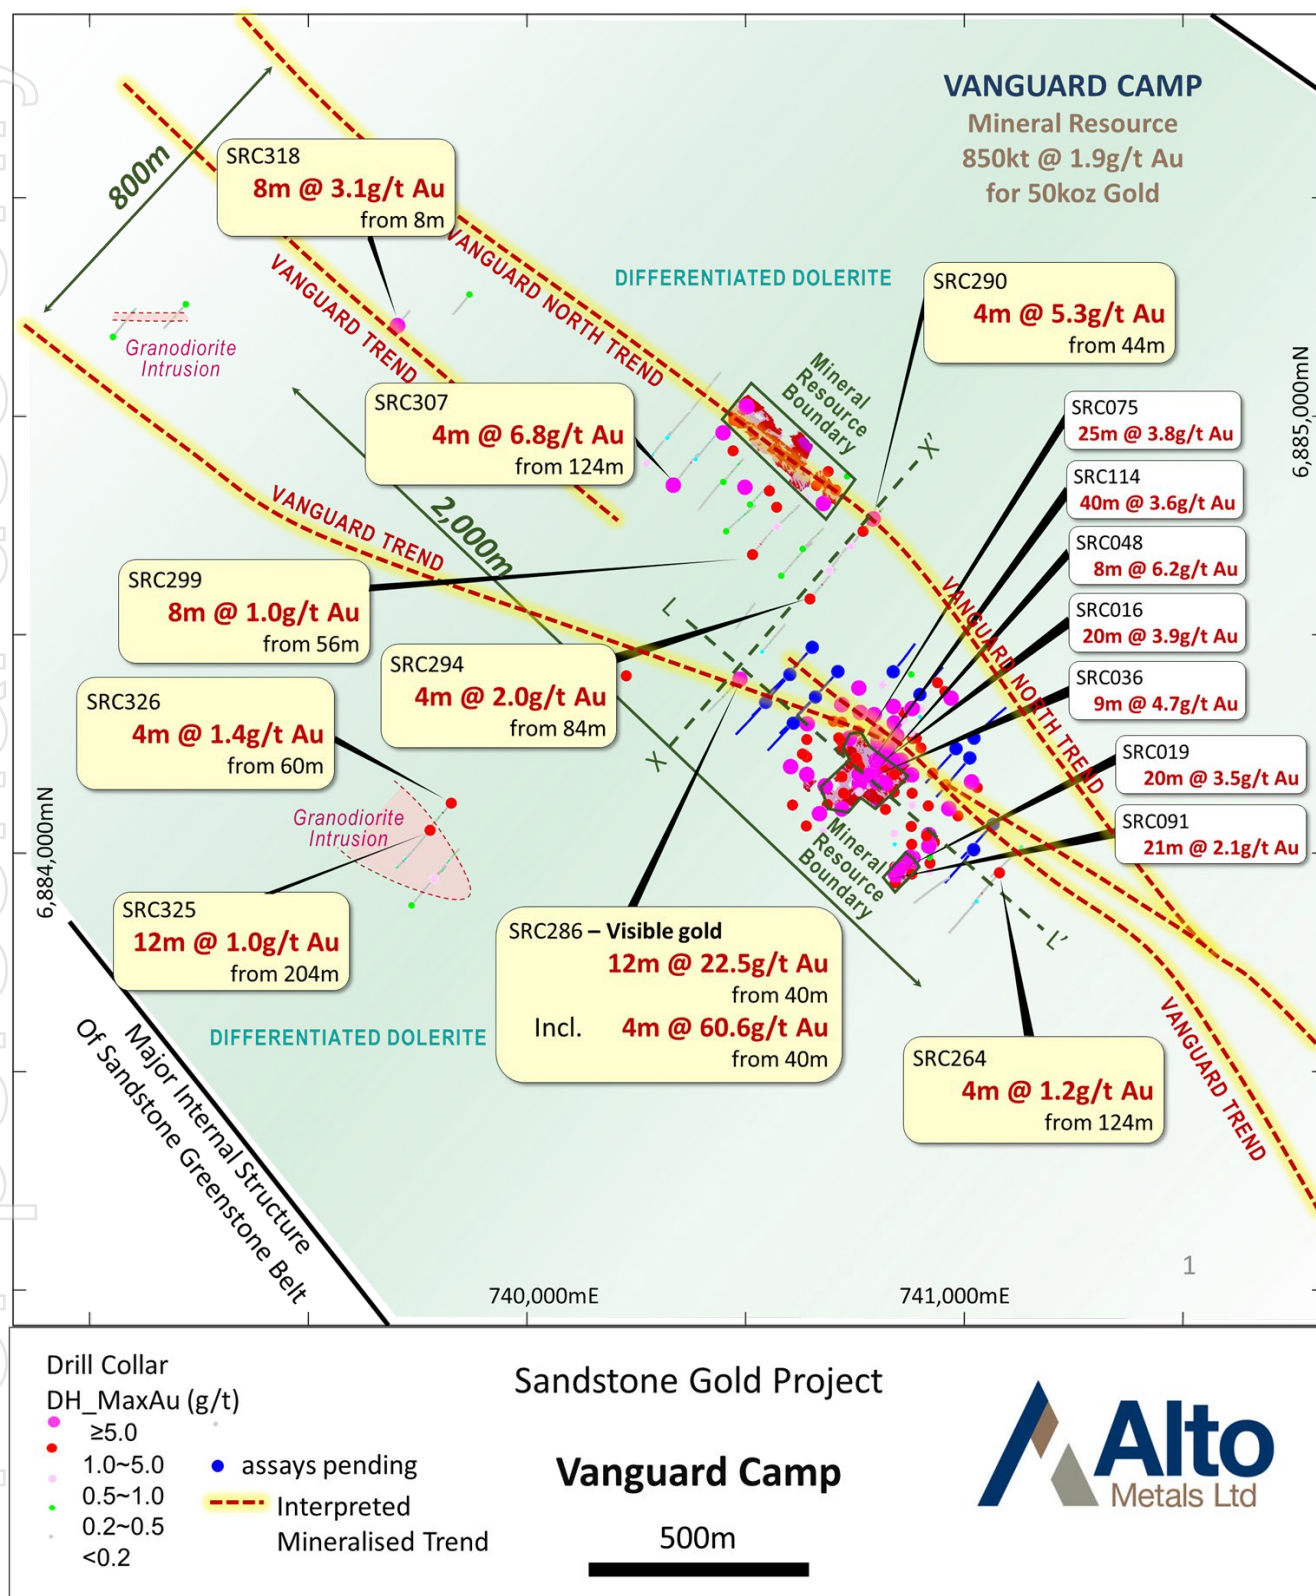 VANGUARD CAMP
Mineral Resource
850kt @ 1.9g/t Au
for 50koz Gold
800m
SRC318
8m @ 3.1g/t Au
from 8m
VANGUARD NORTH TREND
VANGUARD TREND
DIFFERENTIATED DOLERITE
Granodiorite
Intrusion
SRC290
4m @ 5.3g/t Au
from 44m
Mineral
Resource
Boundary
6,885,000mN
SRC307
4m @ 6.8g/t Au
from 124m
SRC075
25m @ 3.8g/t Au
X'
SRC114
40m @ 3.6g/t Au
VANGUARD TREND
2,000m
SRC048
8m @ 6.2g/t Au
SRC299
8m @ 1.0g/t Au
from 56m
L
SRC016
20m @ 3.9g/t Au
VANGUARD NORTH TREND
SRC294
4m @ 2.0g/t Au
from 84m
SRC036
9m @ 4.7g/t Au
SRC326
4m @ 1.4g/t Au
from 60m
X
SRC019
20m @ 3.5g/t Au
SRC091
21m @ 2.1g/t Au
6,884,000mN
Granodiorite
Intrusion
Mineral
Resource
Boundary
SRC325
12m @ 1.0g/t Au
from 204m
SRC286 – Visible gold
12m @ 22.5g/t Au
from 40m
Incl. 4m @ 60.6g/t Au
from 40m
L'
VANGUARD TREND
DIFFERENTIATED DOLERITE
SRC264
4m @ 1.2g/t Au
from 124m
Major Internal Structure
Of Sandstone Greenstone Belt
1
740,000mE
741,000mE
Drill Collar
DH_MaxAu (g/t)
≥5.0
1.0~5.0
0.5~1.0
0.2~0.5
<0.2
assays pending
Interpreted
Mineralised Trend
Sandstone Gold Project
Vanguard Camp
500m
Alto
Metals Ltd